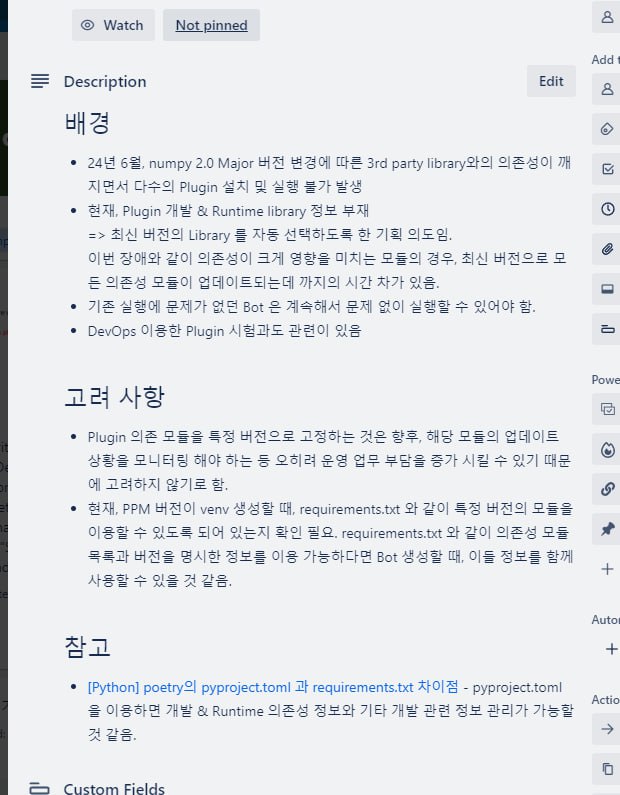 Watch
Not pinned
Add t
Description
Edit
배경
24년 6월, numpy 2.0 Major 버전 변경에 따른 3rd party library와의 의존성이 깨
지면서 다수의 Plugin 설치 및 실행 불가 발생
현재, Plugin 개발 & Runtime library 정보 부재
=> 최신 버전의 Library 를 자동 선택하도록 한 기획 의도임.
이번 장애와 같이 의존성이 크게 영향을 미치는 모듈의 경우, 최신 버전으로 모
든 의존성 모듈이 업데이트되는데 까지의 시간 차가 있음.
기존 실행에 문제가 없던 Bot 은 계속해서 문제 없이 실행할 수 있어야 함.
DevOps 이용한 Plugin 시험과도 관련이 있음
고려 사항
Powe
Plugin 의존 모듈을 특정 버전으로 고정하는 것은 향후, 해당 모듈의 업데이트
상황을 모니터링 해야 하는 등 오히려 운영 업무 부담을 증가 시킬 수 있기 때문
에 고려하지 않기로 함.
현재, PPM 버전이 venv 생성할 때, requirements.txt 와 같이 특정 버전의 모듈을
이용할 수 있도록 되어 있는지 확인 필요. requirements.txt 와 같이 의존성 모듈
목록과 버전을 명시한 정보를 이용 가능하다면 Bot 생성할 때, 이들 정보를 함께
사용할 수 있을 것 같음.
Autor
참고
[Python] poetry의 pyproject.toml 과 requirements.txt 차이점 - pyproject.toml
을 이용하면 개발 & Runtime 의존성 정보와 기타 개발 관련 정보 관리가 가능할
것 같음.
Actio
Custom Fields